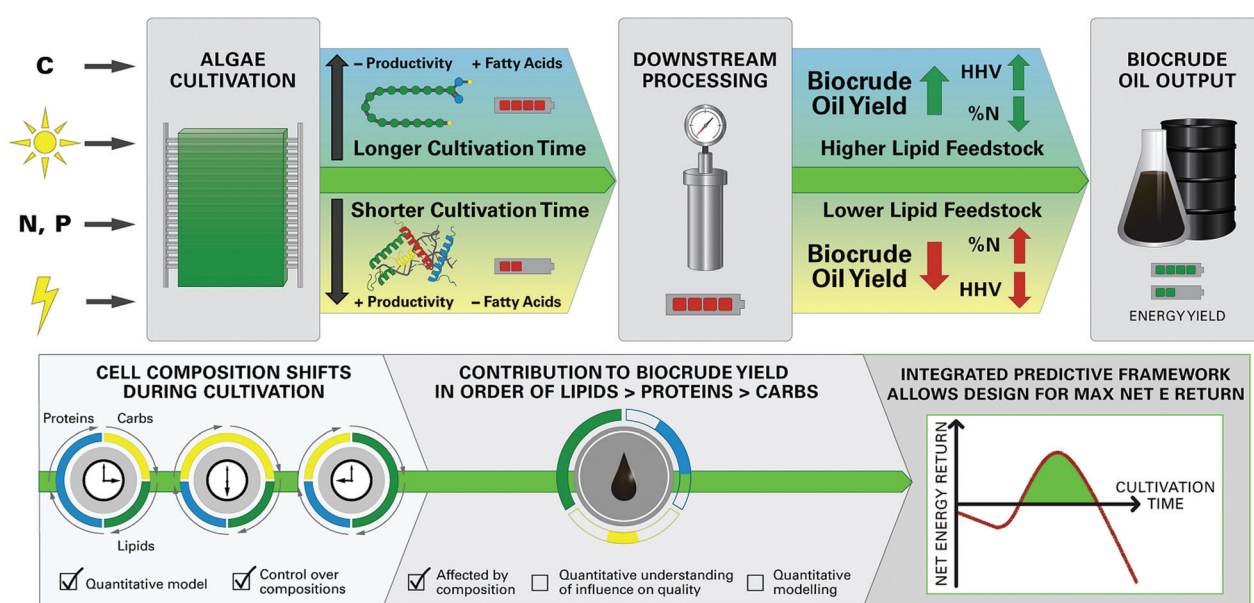 C
N, P
ALGAE
CULTIVATION
– Productivity + Fatty Acids
Longer Cultivation Time
Shorter Cultivation Time
+ Productivity – Fatty Acids
DOWNSTREAM
PROCESSING
Biocrude
Oil Yield
HHV
%N
Higher Lipid Feedstock
Lower Lipid Feedstock
Biocrude
Oil Yield
%N
HHV
BIOCRUDE
OIL OUTPUT
ENERGY YIELD
CELL COMPOSITION SHIFTS
DURING CULTIVATION
Proteins Carbs
Lipids
Quantitative model
Control over
compositions
CONTRIBUTION TO BIOCRUDE YIELD
IN ORDER OF LIPIDS > PROTEINS > CARBS
Affected by
composition
Quantitative understanding
of influence on quality
Quantitative
modelling
INTEGRATED PREDICTIVE FRAMEWORK
ALLOWS DESIGN FOR MAX NET E RETURN
NET ENERGY RETURN
CULTIVATION
TIME